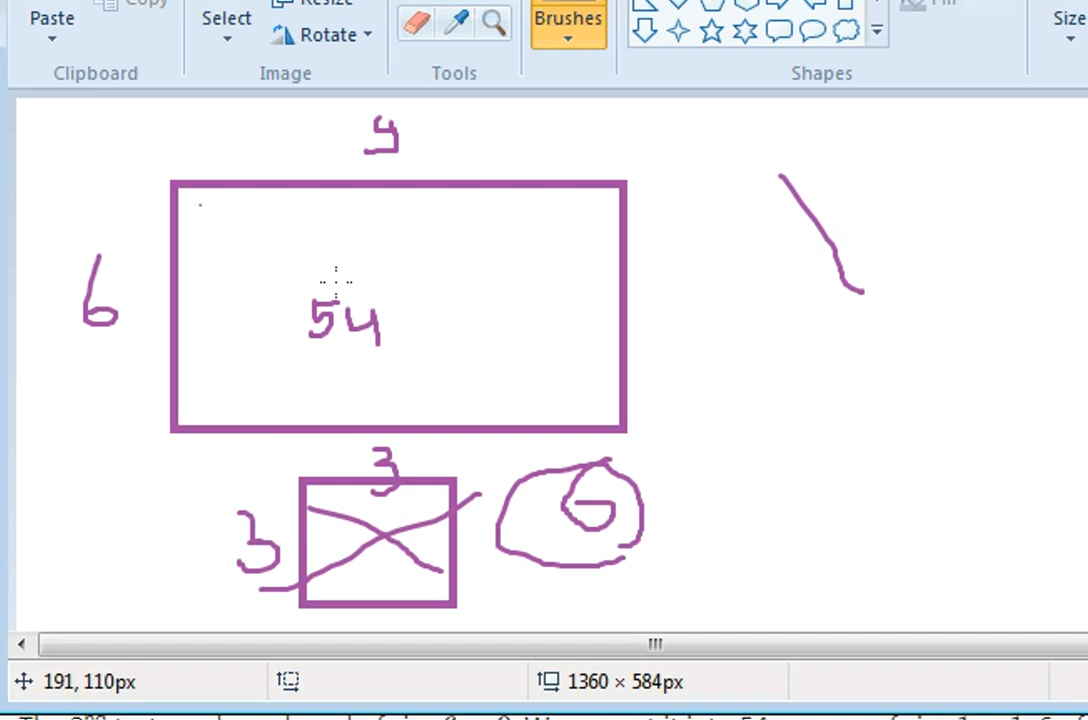 Copy
Resize
Paste Select Rotate Brushes Fill Size
Clipboard Image Tools Shapes
9
6
54
3
3
6
191, 110px 1360 × 584px